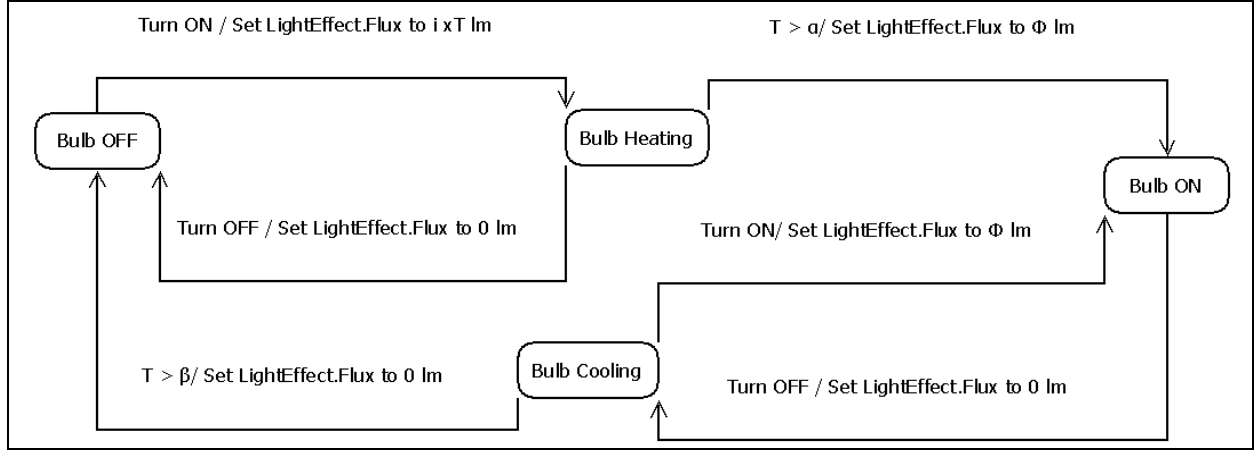 Turn ON / Set LightEffect.Flux to i xT lm
T > α/ Set LightEffect.Flux to Φ lm
Bulb OFF
Bulb Heating
Bulb ON
Turn OFF / Set LightEffect.Flux to 0 lm
Turn ON/ Set LightEffect.Flux to Φ lm
T > β/ Set LightEffect.Flux to 0 lm
Bulb Cooling
Turn OFF / Set LightEffect.Flux to 0 lm